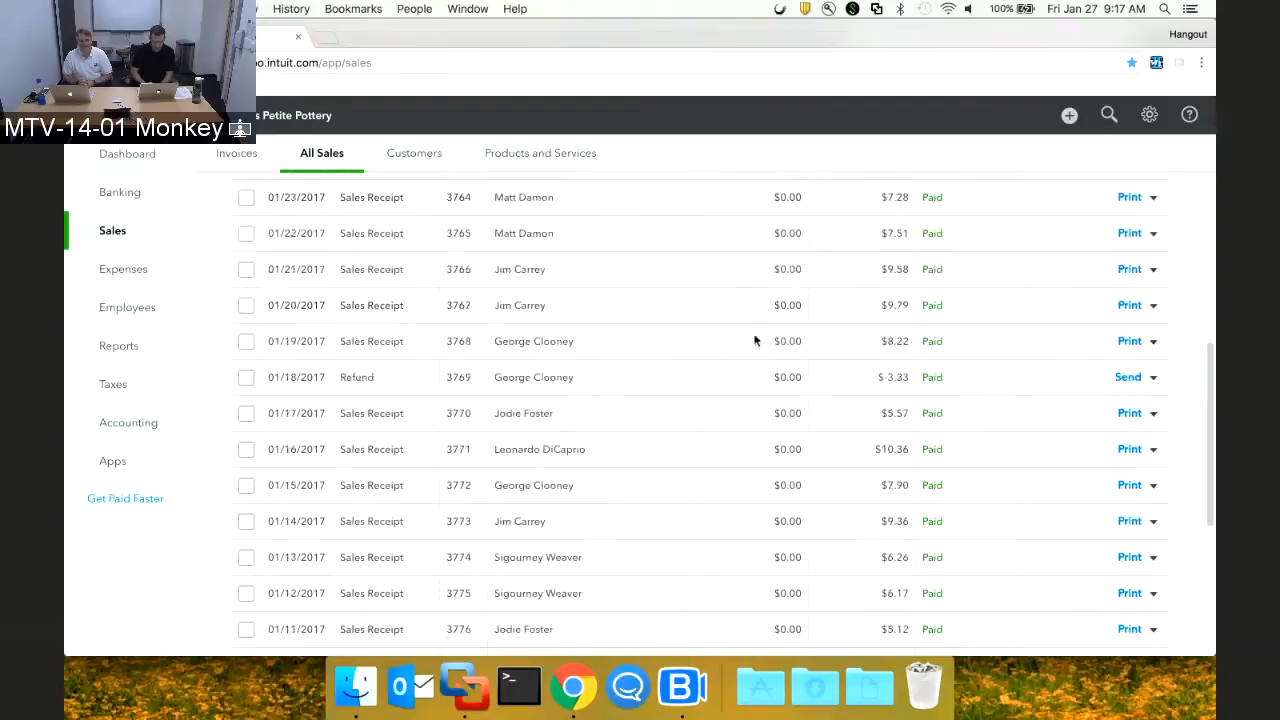 History Bookmarks People Window Help 100% Fri Jan 27 9:17 AM
Hangout
bo.intuit.com/app/sales
s Petite Pottery
MTV-14-01 Monkey
Dashboard
Banking
Sales
Expenses
Employees
Reports
Taxes
Accounting
Apps
Get Paid Faster
Invoices All Sales Customers Products and Services
01/23/2017 Sales Receipt 3764 Matt Damon $0.00 $7.28 Paid Print
01/22/2017 Sales Receipt 3765 Matt Damon $0.00 $7.51 Paid Print
01/21/2017 Sales Receipt 3766 Jim Carrey $0.00 $9.58 Paid Print
01/20/2017 Sales Receipt 3767 Jim Carrey $0.00 $9.79 Paid Print
01/19/2017 Sales Receipt 3768 George Clooney $0.00 $8.22 Paid Print
01/18/2017 Refund 3769 George Clooney $0.00 $-3.33 Paid Send
01/17/2017 Sales Receipt 3770 Jodie Foster $0.00 $5.57 Paid Print
01/16/2017 Sales Receipt 3771 Leonardo DiCaprio $0.00 $10.36 Paid Print
01/15/2017 Sales Receipt 3772 George Clooney $0.00 $7.90 Paid Print
01/14/2017 Sales Receipt 3773 Jim Carrey $0.00 $9.36 Paid Print
01/13/2017 Sales Receipt 3774 Sigourney Weaver $0.00 $6.26 Paid Print
01/12/2017 Sales Receipt 3775 Sigourney Weaver $0.00 $6.17 Paid Print
01/11/2017 Sales Receipt 3776 Jodie Foster $0.00 $5.12 Paid Print